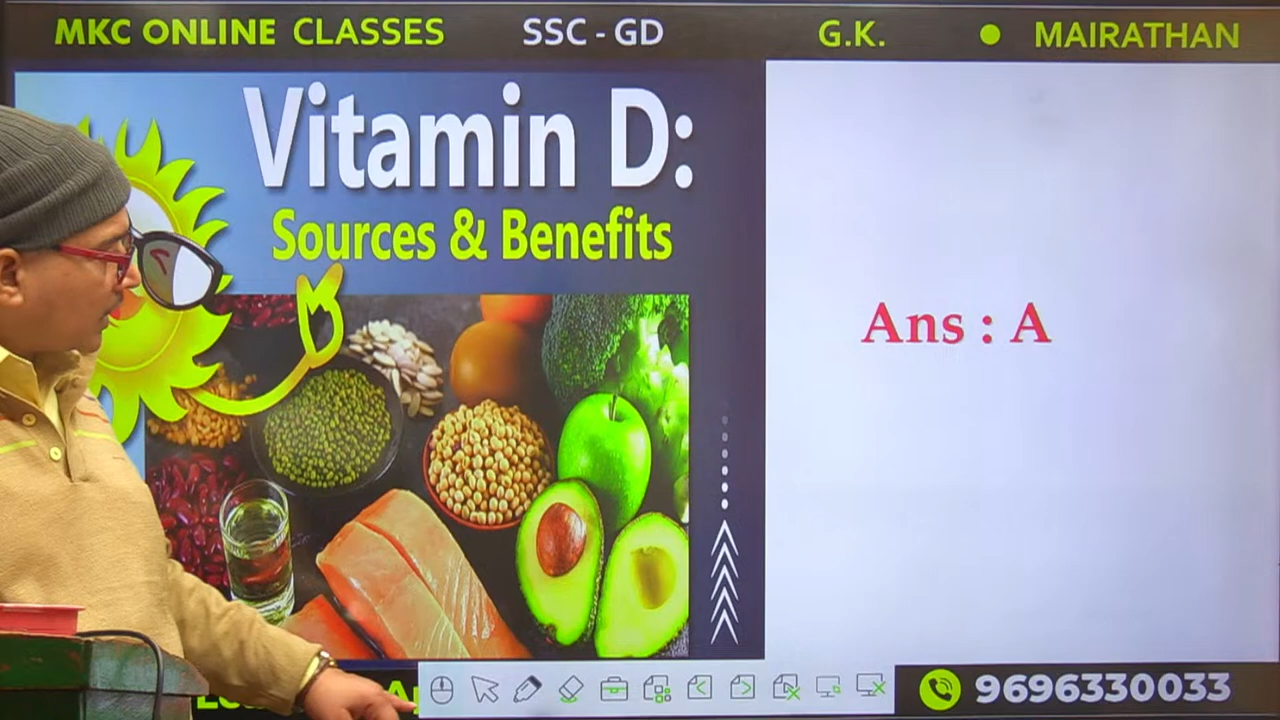 MKC ONLINE CLASSES SSC - GD G.K. MAIRATHAN
Vitamin D:
Sources & Benefits
Ans : A
9696330033